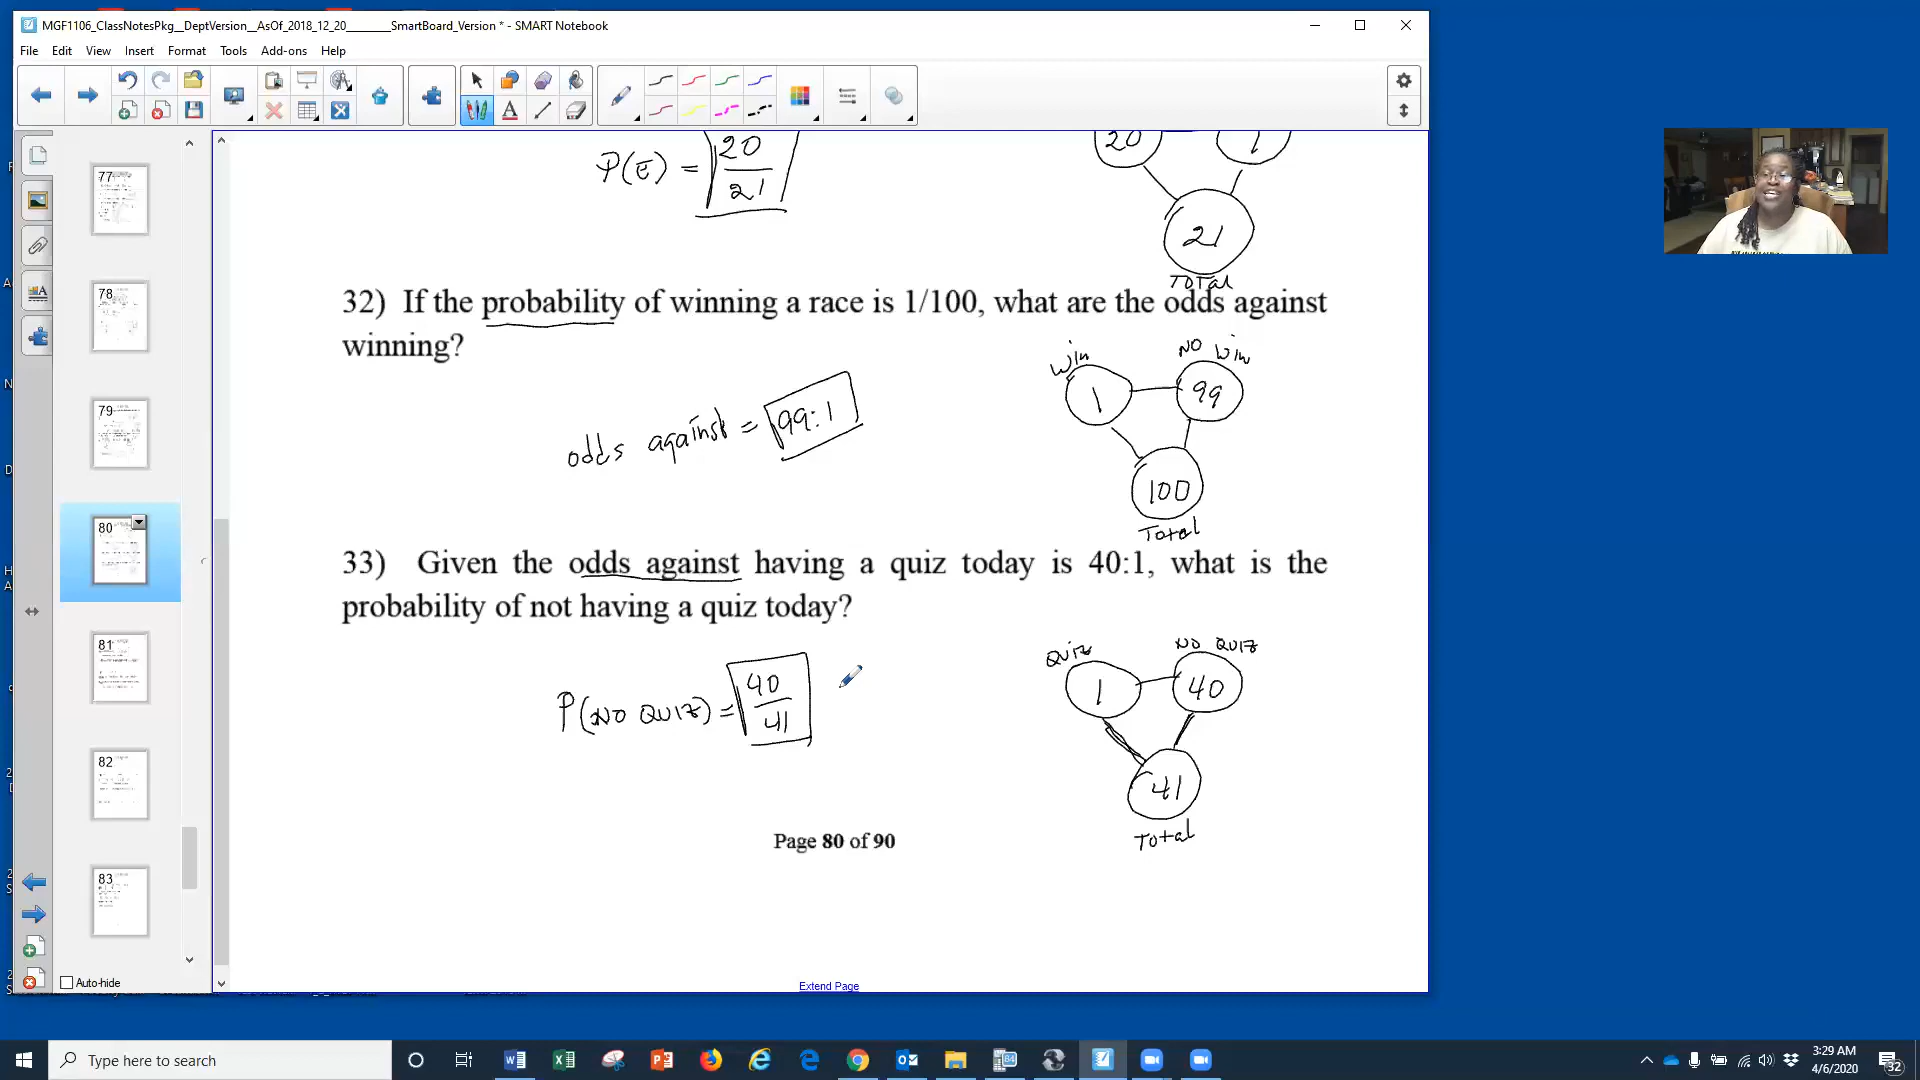 MGF1106_ClassNotesPkg__DeptVersion__AsOf_2018_12_20________SmartBoard_Version * - SMART Notebook
File Edit View Insert Format Tools Add-ons Help
P(E) = 20/21
20 1
21
TOTAL
32) If the probability of winning a race is 1/100, what are the odds against
winning?
win NO win
1 99
odds against = 99:1
100
Total
33) Given the odds against having a quiz today is 40:1, what is the
probability of not having a quiz today?
QUIZ NO QUIZ
1 40
P(NO QUIZ) = 40/41
41
Total
Page 80 of 90
Extend Page
77
78
79
80
81
82
83
Auto-hide
Type here to search
3:29 AM
4/6/2020
32